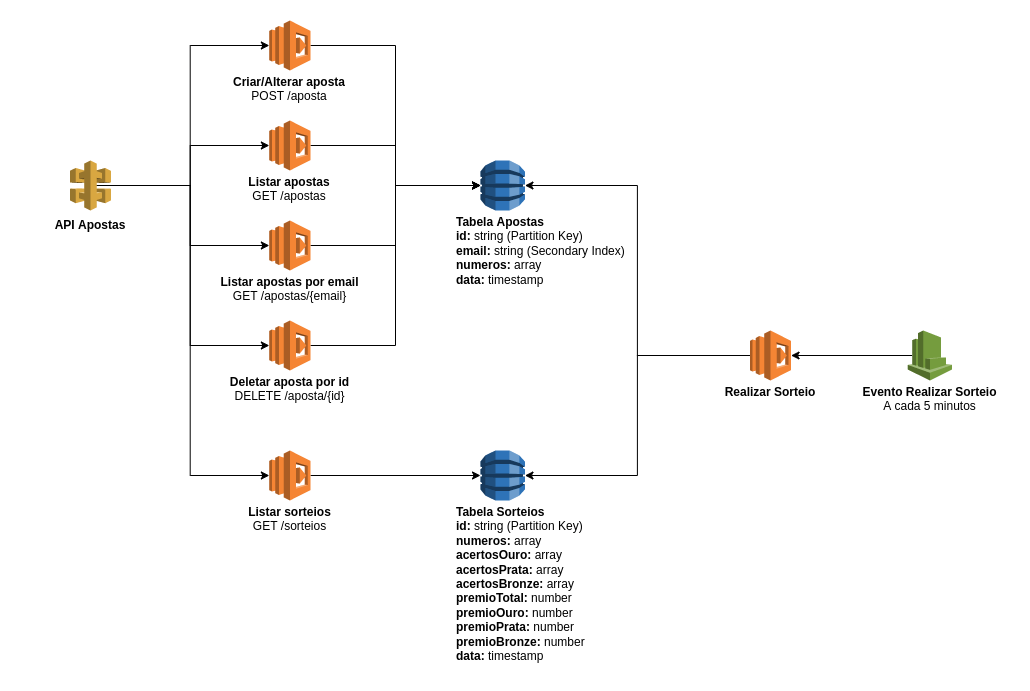 Criar/Alterar aposta
POST /aposta
Listar apostas
GET /apostas
API Apostas
Listar apostas por email
GET /apostas/{email}
Deletar aposta por id
DELETE /aposta/{id}
Listar sorteios
GET /sorteios
Tabela Apostas
id: string (Partition Key)
email: string (Secondary Index)
numeros: array
data: timestamp
Tabela Sorteios
id: string (Partition Key)
numeros: array
acertosOuro: array
acertosPrata: array
acertosBronze: array
premioTotal: number
premioOuro: number
premioPrata: number
premioBronze: number
data: timestamp
Realizar Sorteio
Evento Realizar Sorteio
A cada 5 minutos